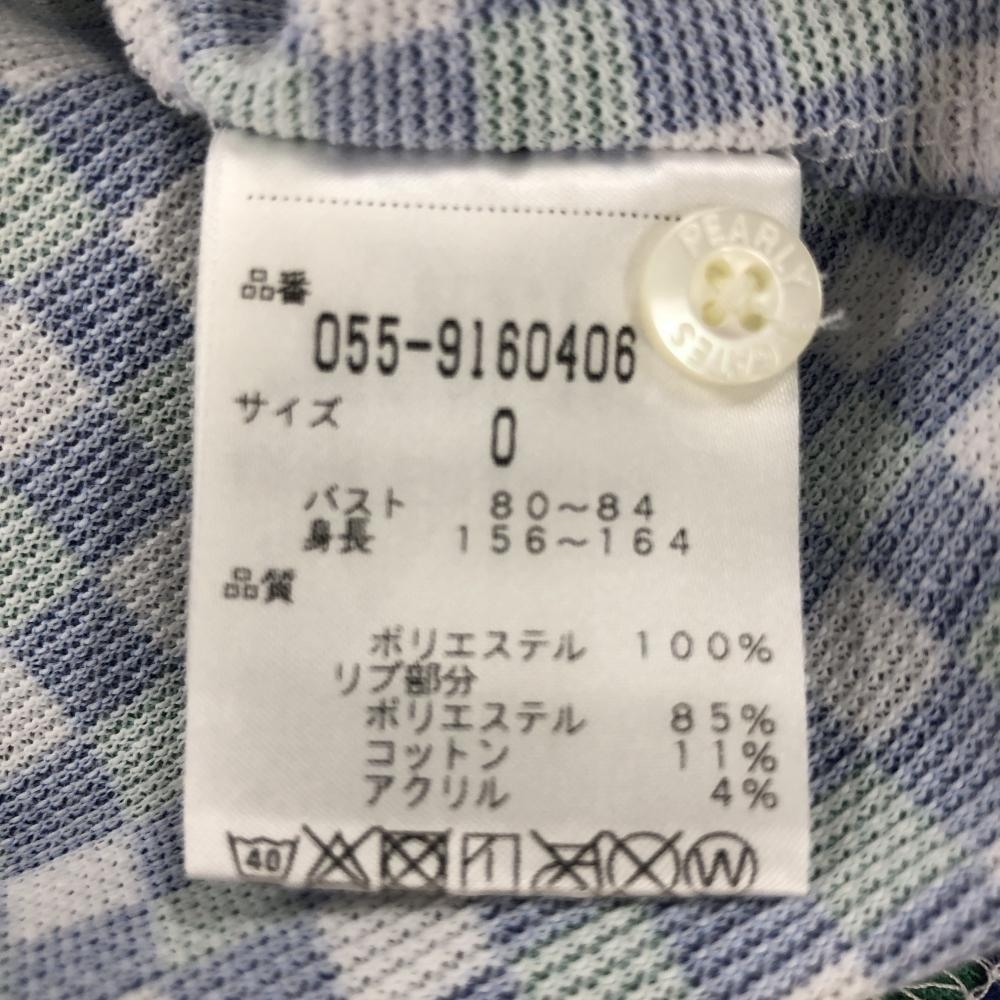 品番
055-9160406
サイズ
0
バスト 80〜84
身長 156〜164
品質
ポリエステル 100%
リブ部分
ポリエステル 85%
コットン 11%
アクリル 4%
40
W
PEARLY
GATES